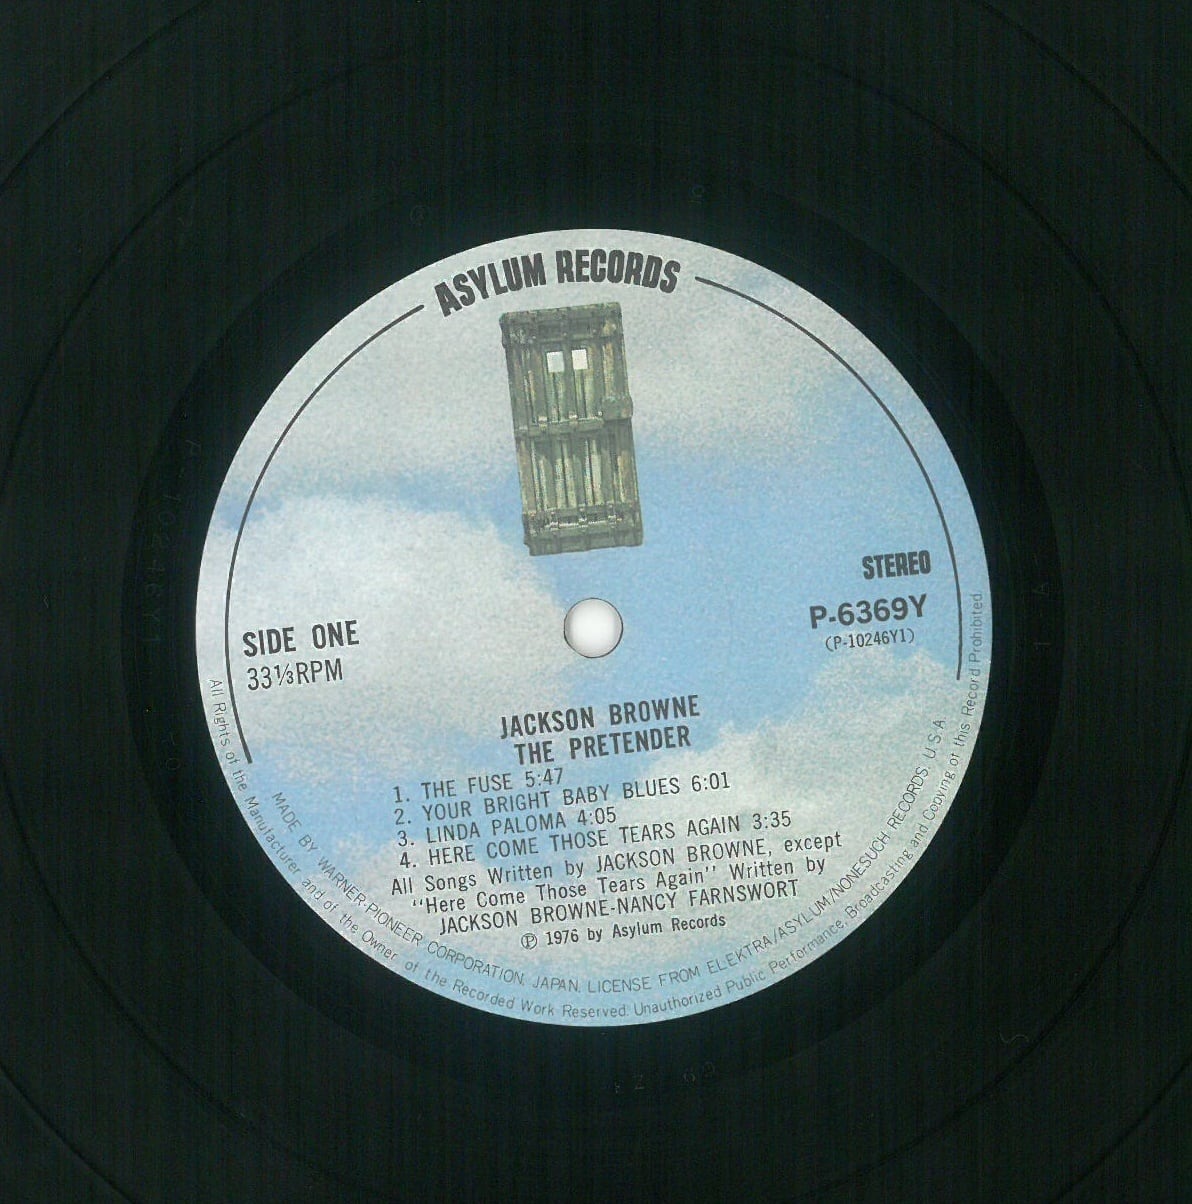 ASYLUM RECORDS
STEREO
P-6369Y
(P-10246Y1)
SIDE ONE
33⅓RPM
JACKSON BROWNE
THE PRETENDER
1. THE FUSE 5:47
2. YOUR BRIGHT BABY BLUES 6:01
3. LINDA PALOMA 4:05
4. HERE COME THOSE TEARS AGAIN 3:35
All Songs Written by JACKSON BROWNE, except
"Here Come Those Tears Again" Written by
JACKSON BROWNE-NANCY FARNSWORT
Ⓟ 1976 by Asylum Records
MADE BY WARNER-PIONEER CORPORATION, JAPAN, LICENSE FROM ELEKTRA/ASYLUM/NONESUCH RECORDS, U.S.A.
All Rights of the Manufacturer and of the Owner of the Recorded Work Reserved. Unauthorized Public Performance, Broadcasting and Copying of this Record Prohibited.